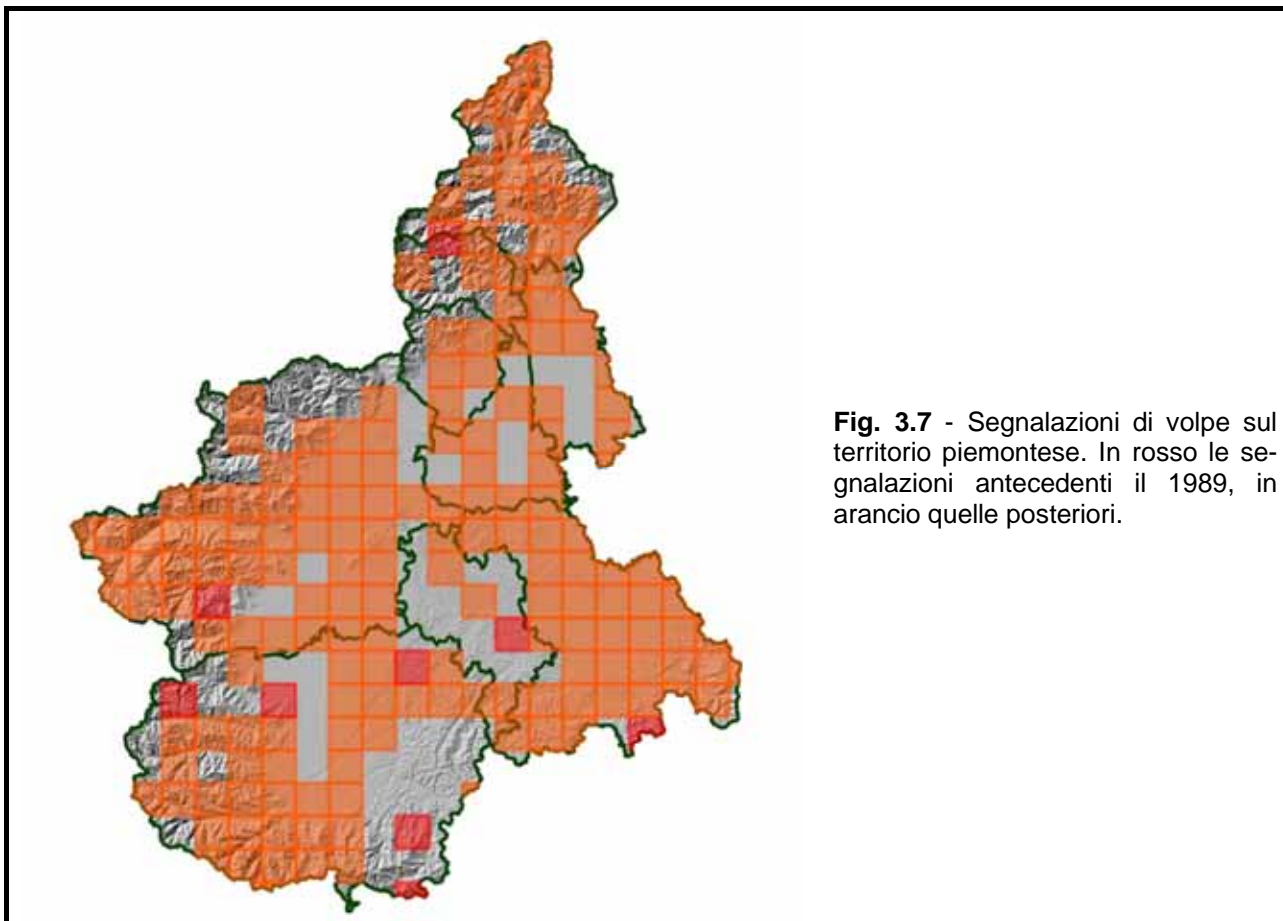 Fig. 3.7 - Segnalazioni di volpe sul
territorio piemontese. In rosso le se-
gnalazioni antecedenti il 1989, in
arancio quelle posteriori.